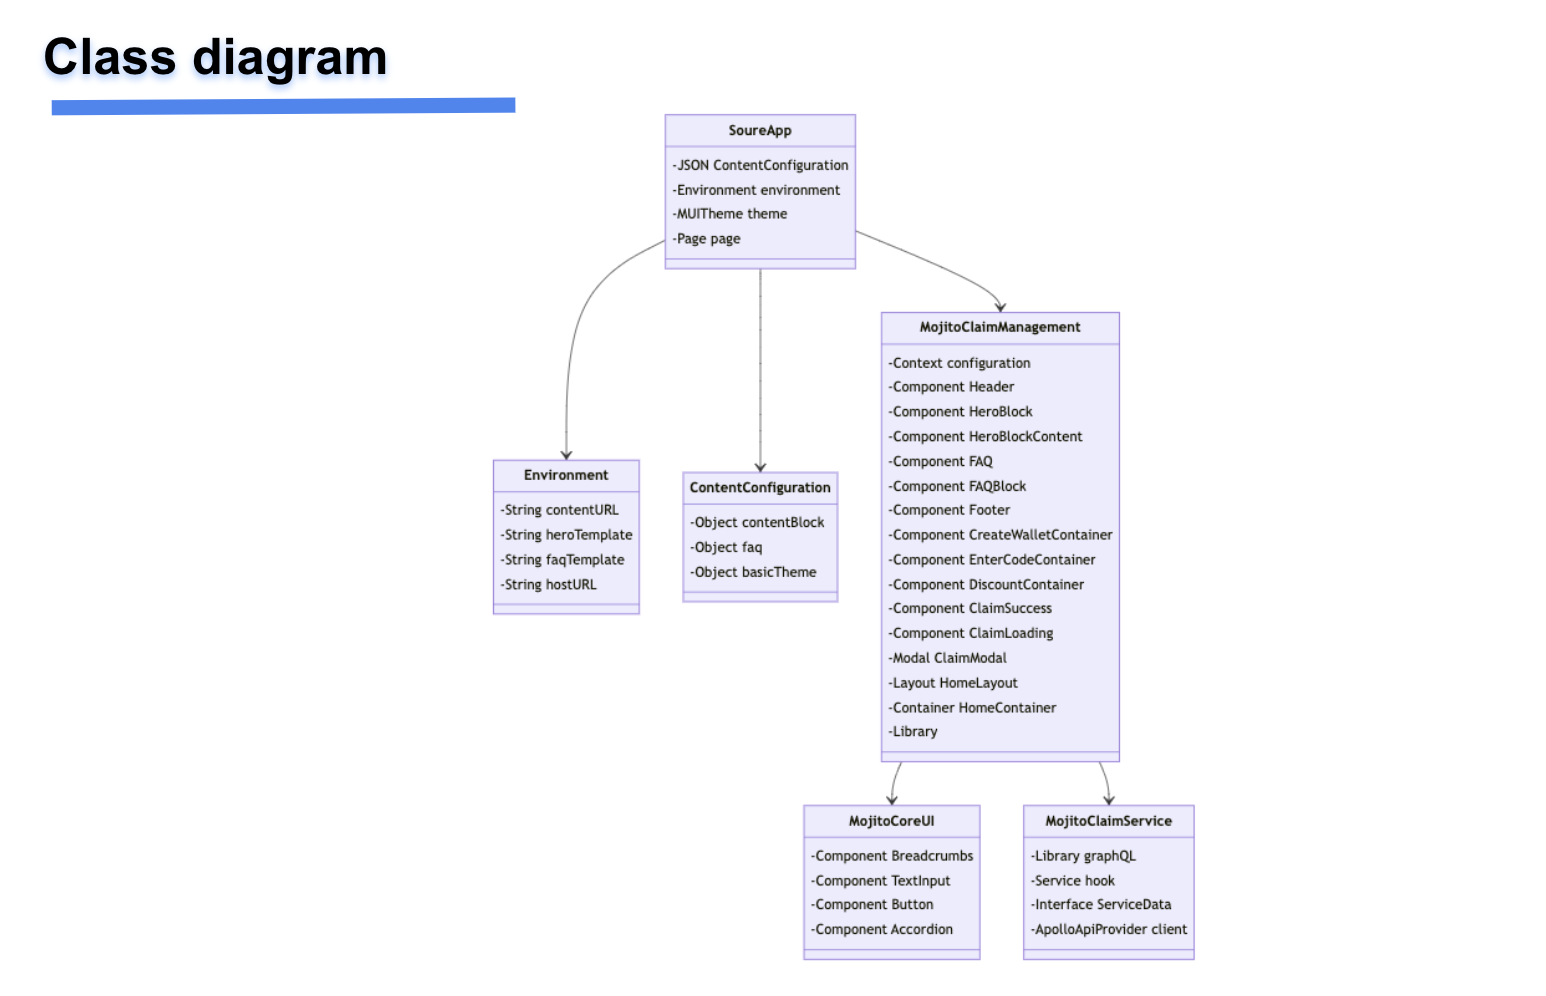 Class diagram
SoureApp
-JSON ContentConfiguration
-Environment environment
-MUITheme theme
-Page page
Environment
-String contentURL
-String heroTemplate
-String faqTemplate
-String hostURL
ContentConfiguration
-Object contentBlock
-Object faq
-Object basicTheme
MojitoClaimManagement
-Context configuration
-Component Header
-Component HeroBlock
-Component HeroBlockContent
-Component FAQ
-Component FAQBlock
-Component Footer
-Component CreateWalletContainer
-Component EnterCodeContainer
-Component DiscountContainer
-Component ClaimSuccess
-Component ClaimLoading
-Modal ClaimModal
-Layout HomeLayout
-Container HomeContainer
-Library
MojitoCoreUI
-Component Breadcrumbs
-Component TextInput
-Component Button
-Component Accordion
MojitoClaimService
-Library graphQL
-Service hook
-Interface ServiceData
-ApolloApiProvider client